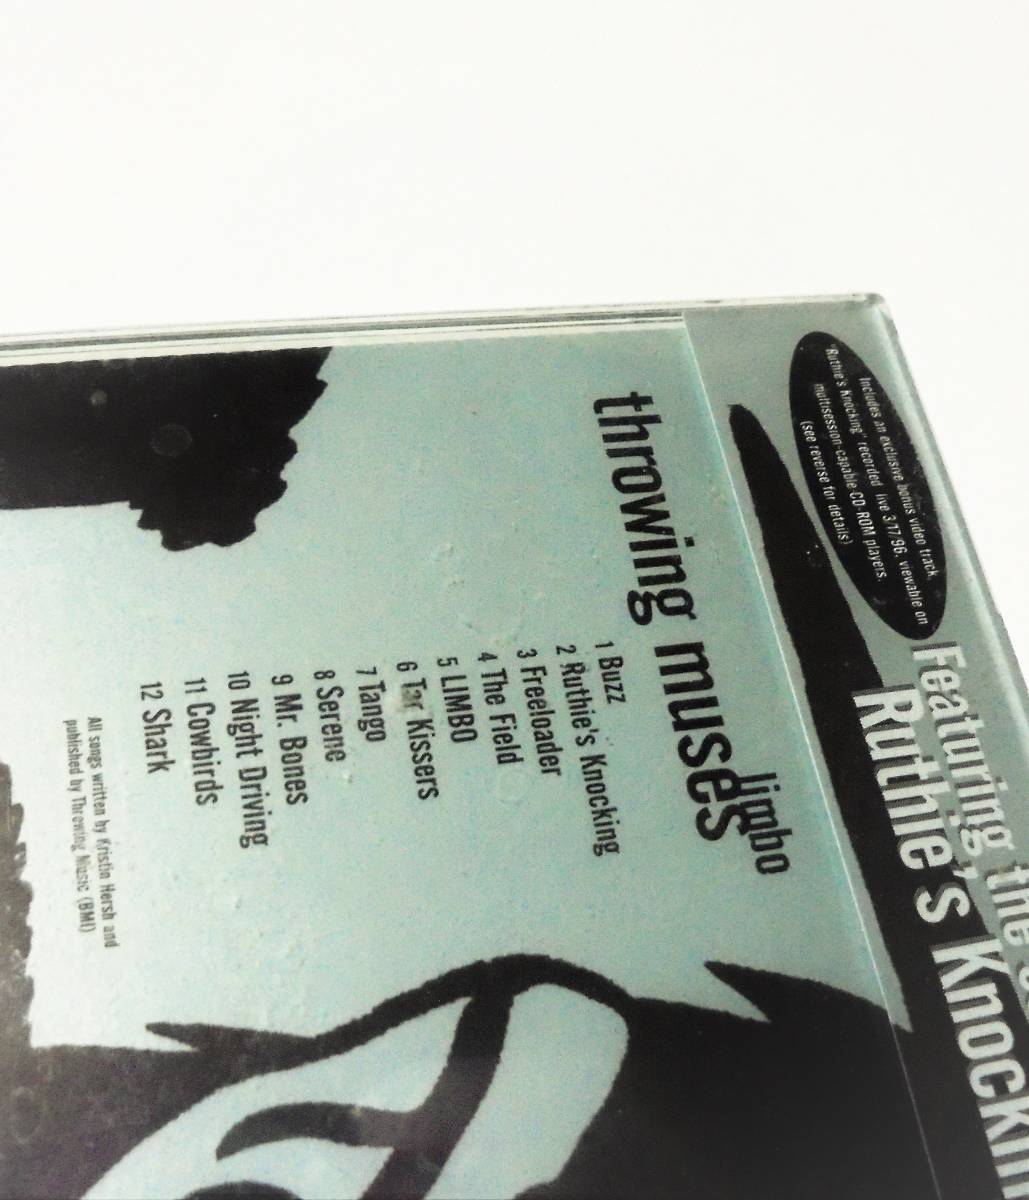 Includes an exclusive bonus video track,
"Ruthie's Knocking" recorded live 3/17/96, viewable on
multisession-capable CD-ROM players.
(see reverse for details)
Featuring the
Ruthie's
limbo
throwing muses
1 Buzz
2 Ruthie's Knocking
3 Freeloader
4 The Field
5 LIMBO
6 Tar Kissers
7 Tango
8 Serene
9 Mr. Bones
10 Night Driving
11 Cowbirds
12 Shark
All songs written by Kristin Hersh and
published by Throwing Music (BMI)